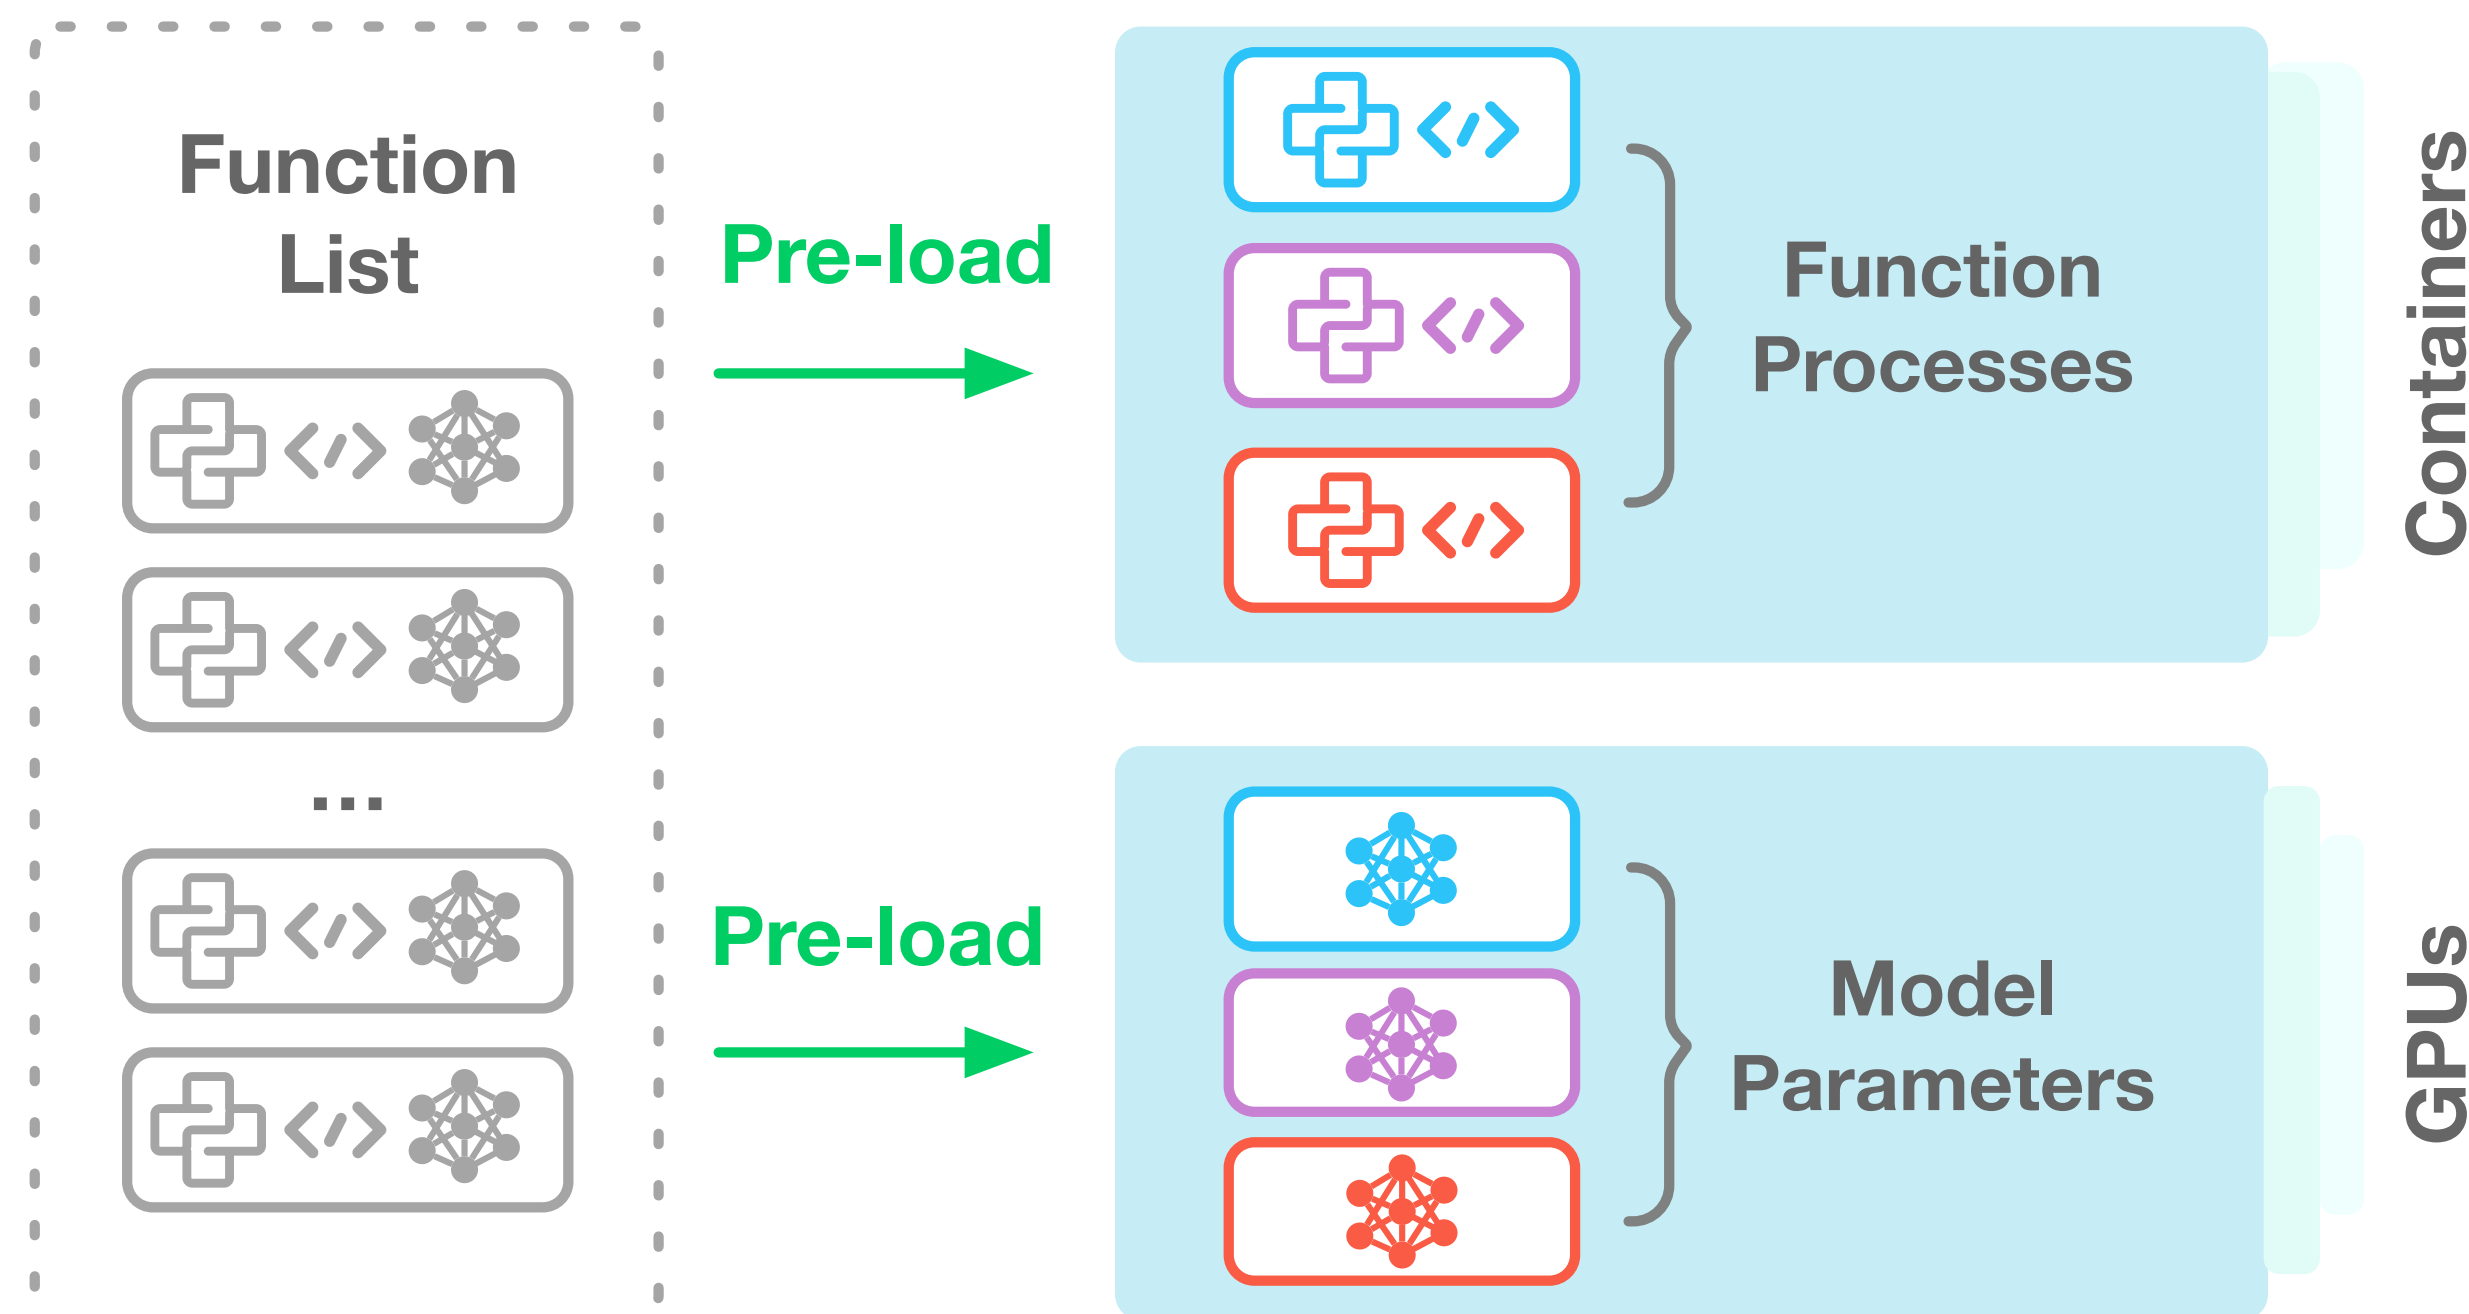 Function
List
...
Pre-load
Pre-load
Function
Processes
Containers
Model
Parameters
GPUs